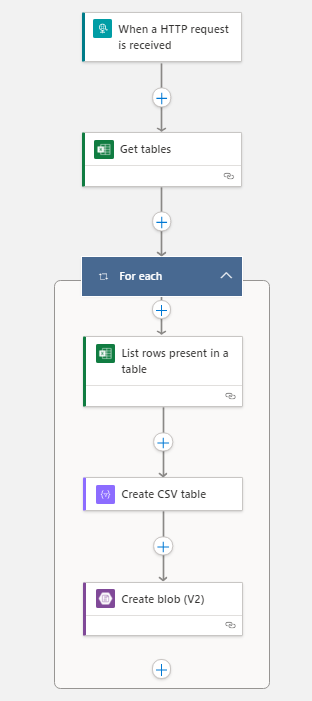 When a HTTP request
is received
Get tables
For each
List rows present in a
table
Create CSV table
Create blob (V2)